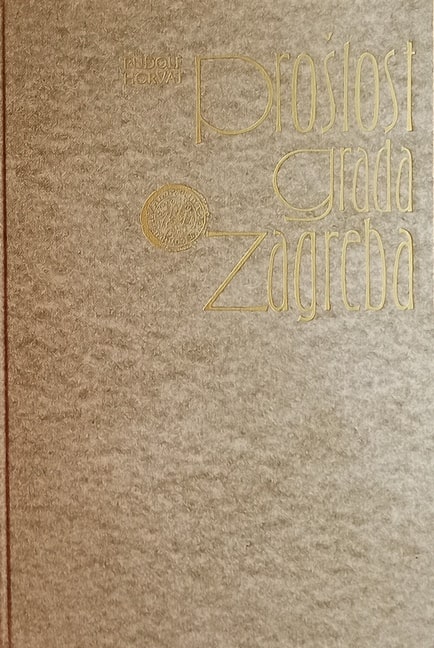 RUDOLF
HORVAT
Prošlost
grada
Zagreba